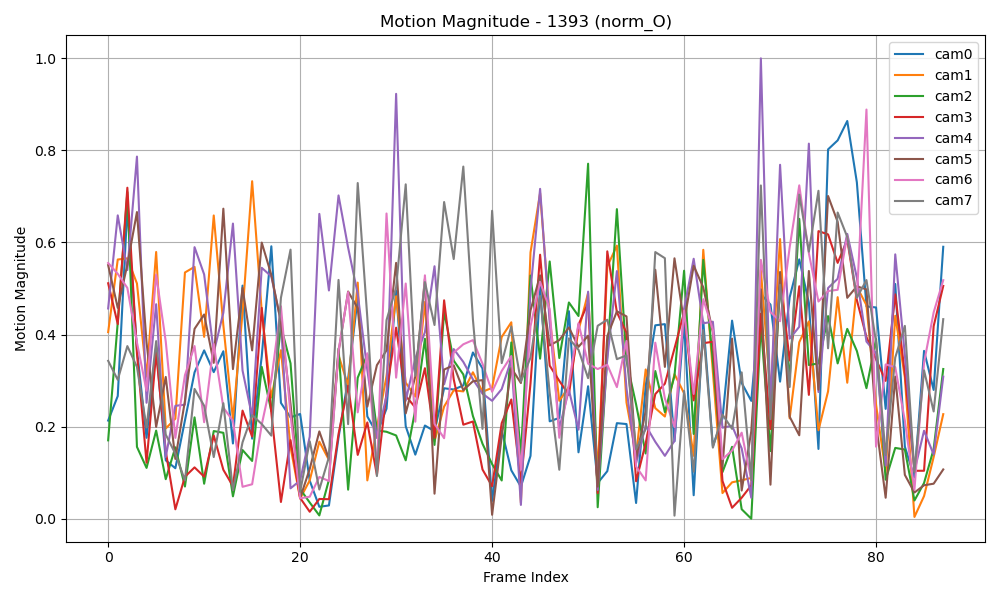 Motion Magnitude - 1393 (norm_O)
Motion Magnitude
1.0
0.8
0.6
0.4
0.2
0.0
0
20
40
60
80
Frame Index
cam0
cam1
cam2
cam3
cam4
cam5
cam6
cam7